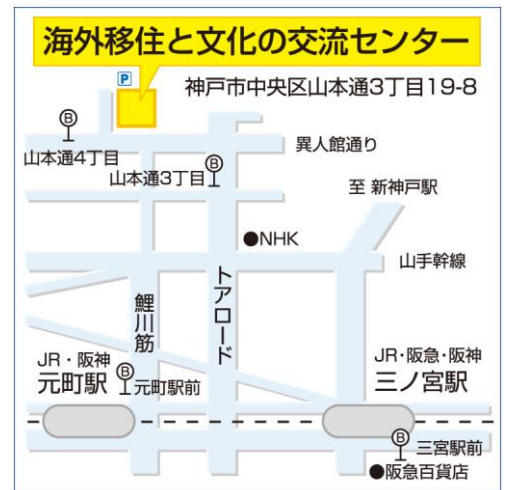 海外移住と文化の交流センター
P
神戸市中央区山本通3丁目19-8
B
山本通4丁目
異人館通り
B
山本通3丁目
至 新神戸駅
●NHK
山手幹線
鯉川筋
トアロード
JR・阪神
元町駅
B
元町駅前
JR・阪急・阪神
三ノ宮駅
B
三宮駅前
●阪急百貨店